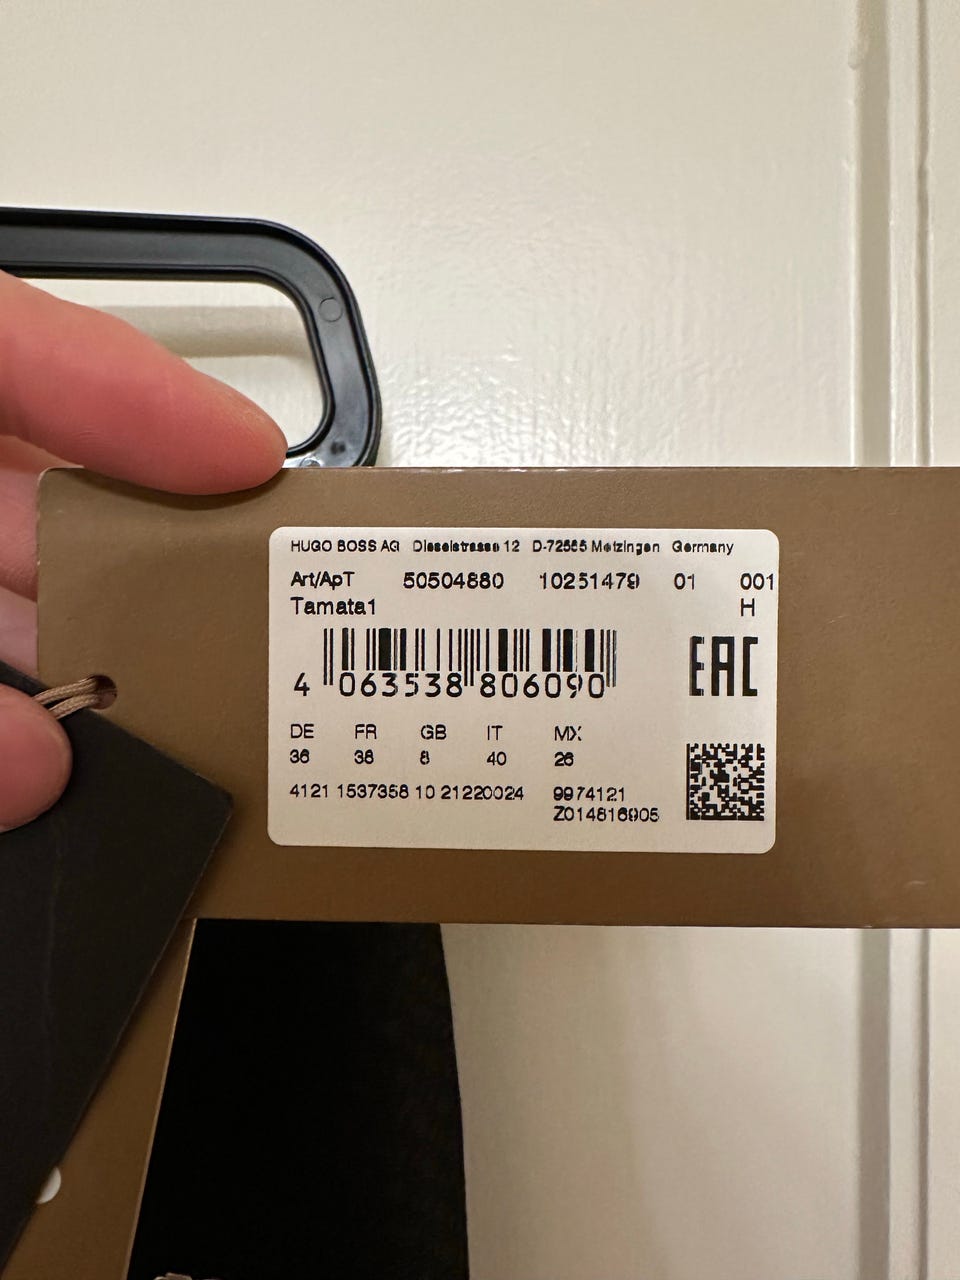 HUGO BOSS AG Dieselstrasse 12 D-72555 Metzingen Germany
Art/ApT 50504880 10251479 01 001
Tamata1 H
4 063538 806090
EAC
DE FR GB IT MX
36 38 8 40 26
4121 1537358 10 21220024 9974121
Z014816905